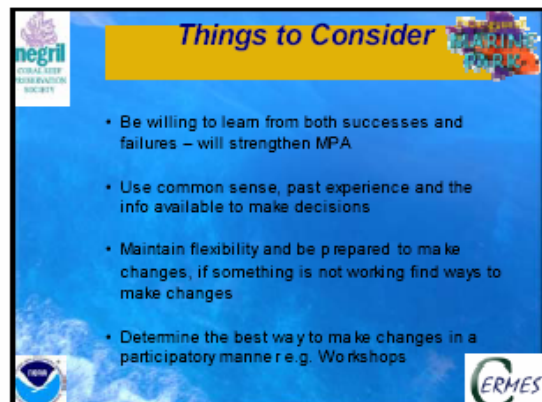 Things to Consider
negril
CORAL REEF
PRESERVATION
SOCIETY
MARINE
PARK
• Be willing to learn from both successes and
failures – will strengthen MPA
• Use common sense, past experience and the
info available to make decisions
• Maintain flexibility and be prepared to make
changes, if something is not working find ways to
make changes
• Determine the best way to make changes in a
participatory manner e.g. Workshops
CERMES